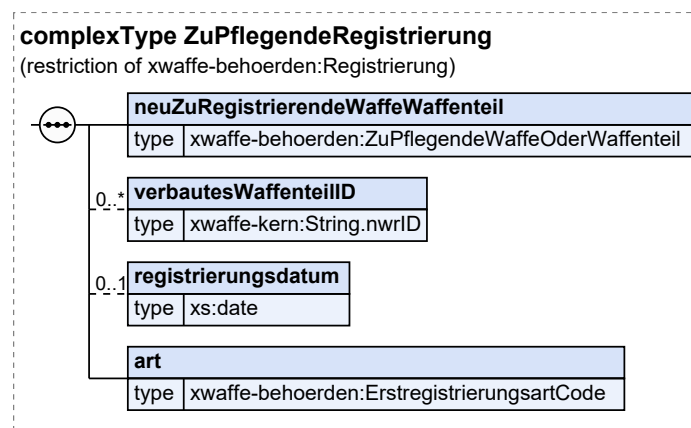 complexType ZuPflegendeRegistrierung
(restriction of xwaffe-behoerden:Registrierung)
neuZuRegistrierendeWaffeWaffenteil
type xwaffe-behoerden:ZuPflegendeWaffeOderWaffenteil
0..* verbautesWaffenteilID
type xwaffe-kern:String.nwrID
0..1 registrierungsdatum
type xs:date
art
type xwaffe-behoerden:ErstregistrierungsartCode